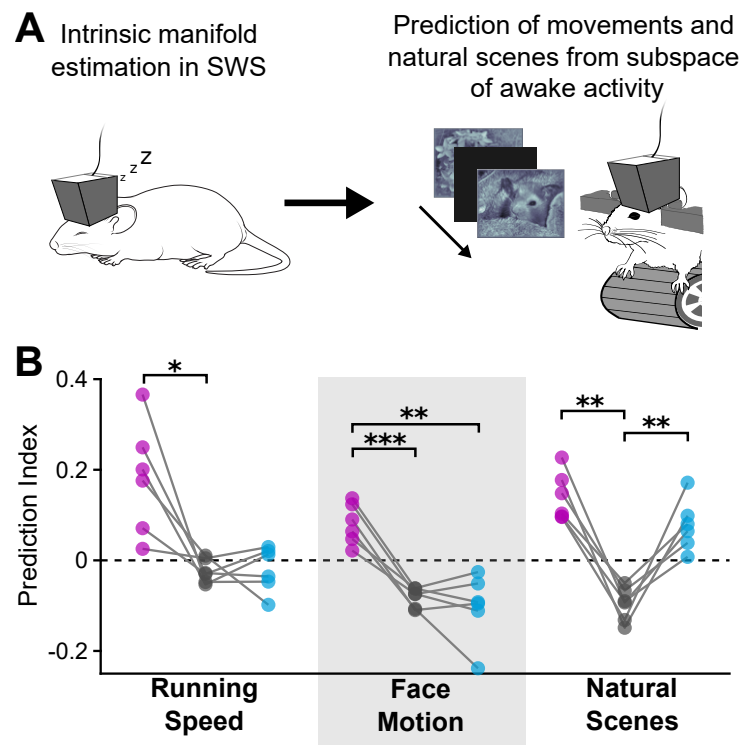 A
Intrinsic manifold
estimation in SWS
Prediction of movements and
natural scenes from subspace
of awake activity
z z Z
B
Prediction Index
0.4
0.2
0
-0.2
*
**
***
**
**
Running
Speed
Face
Motion
Natural
Scenes